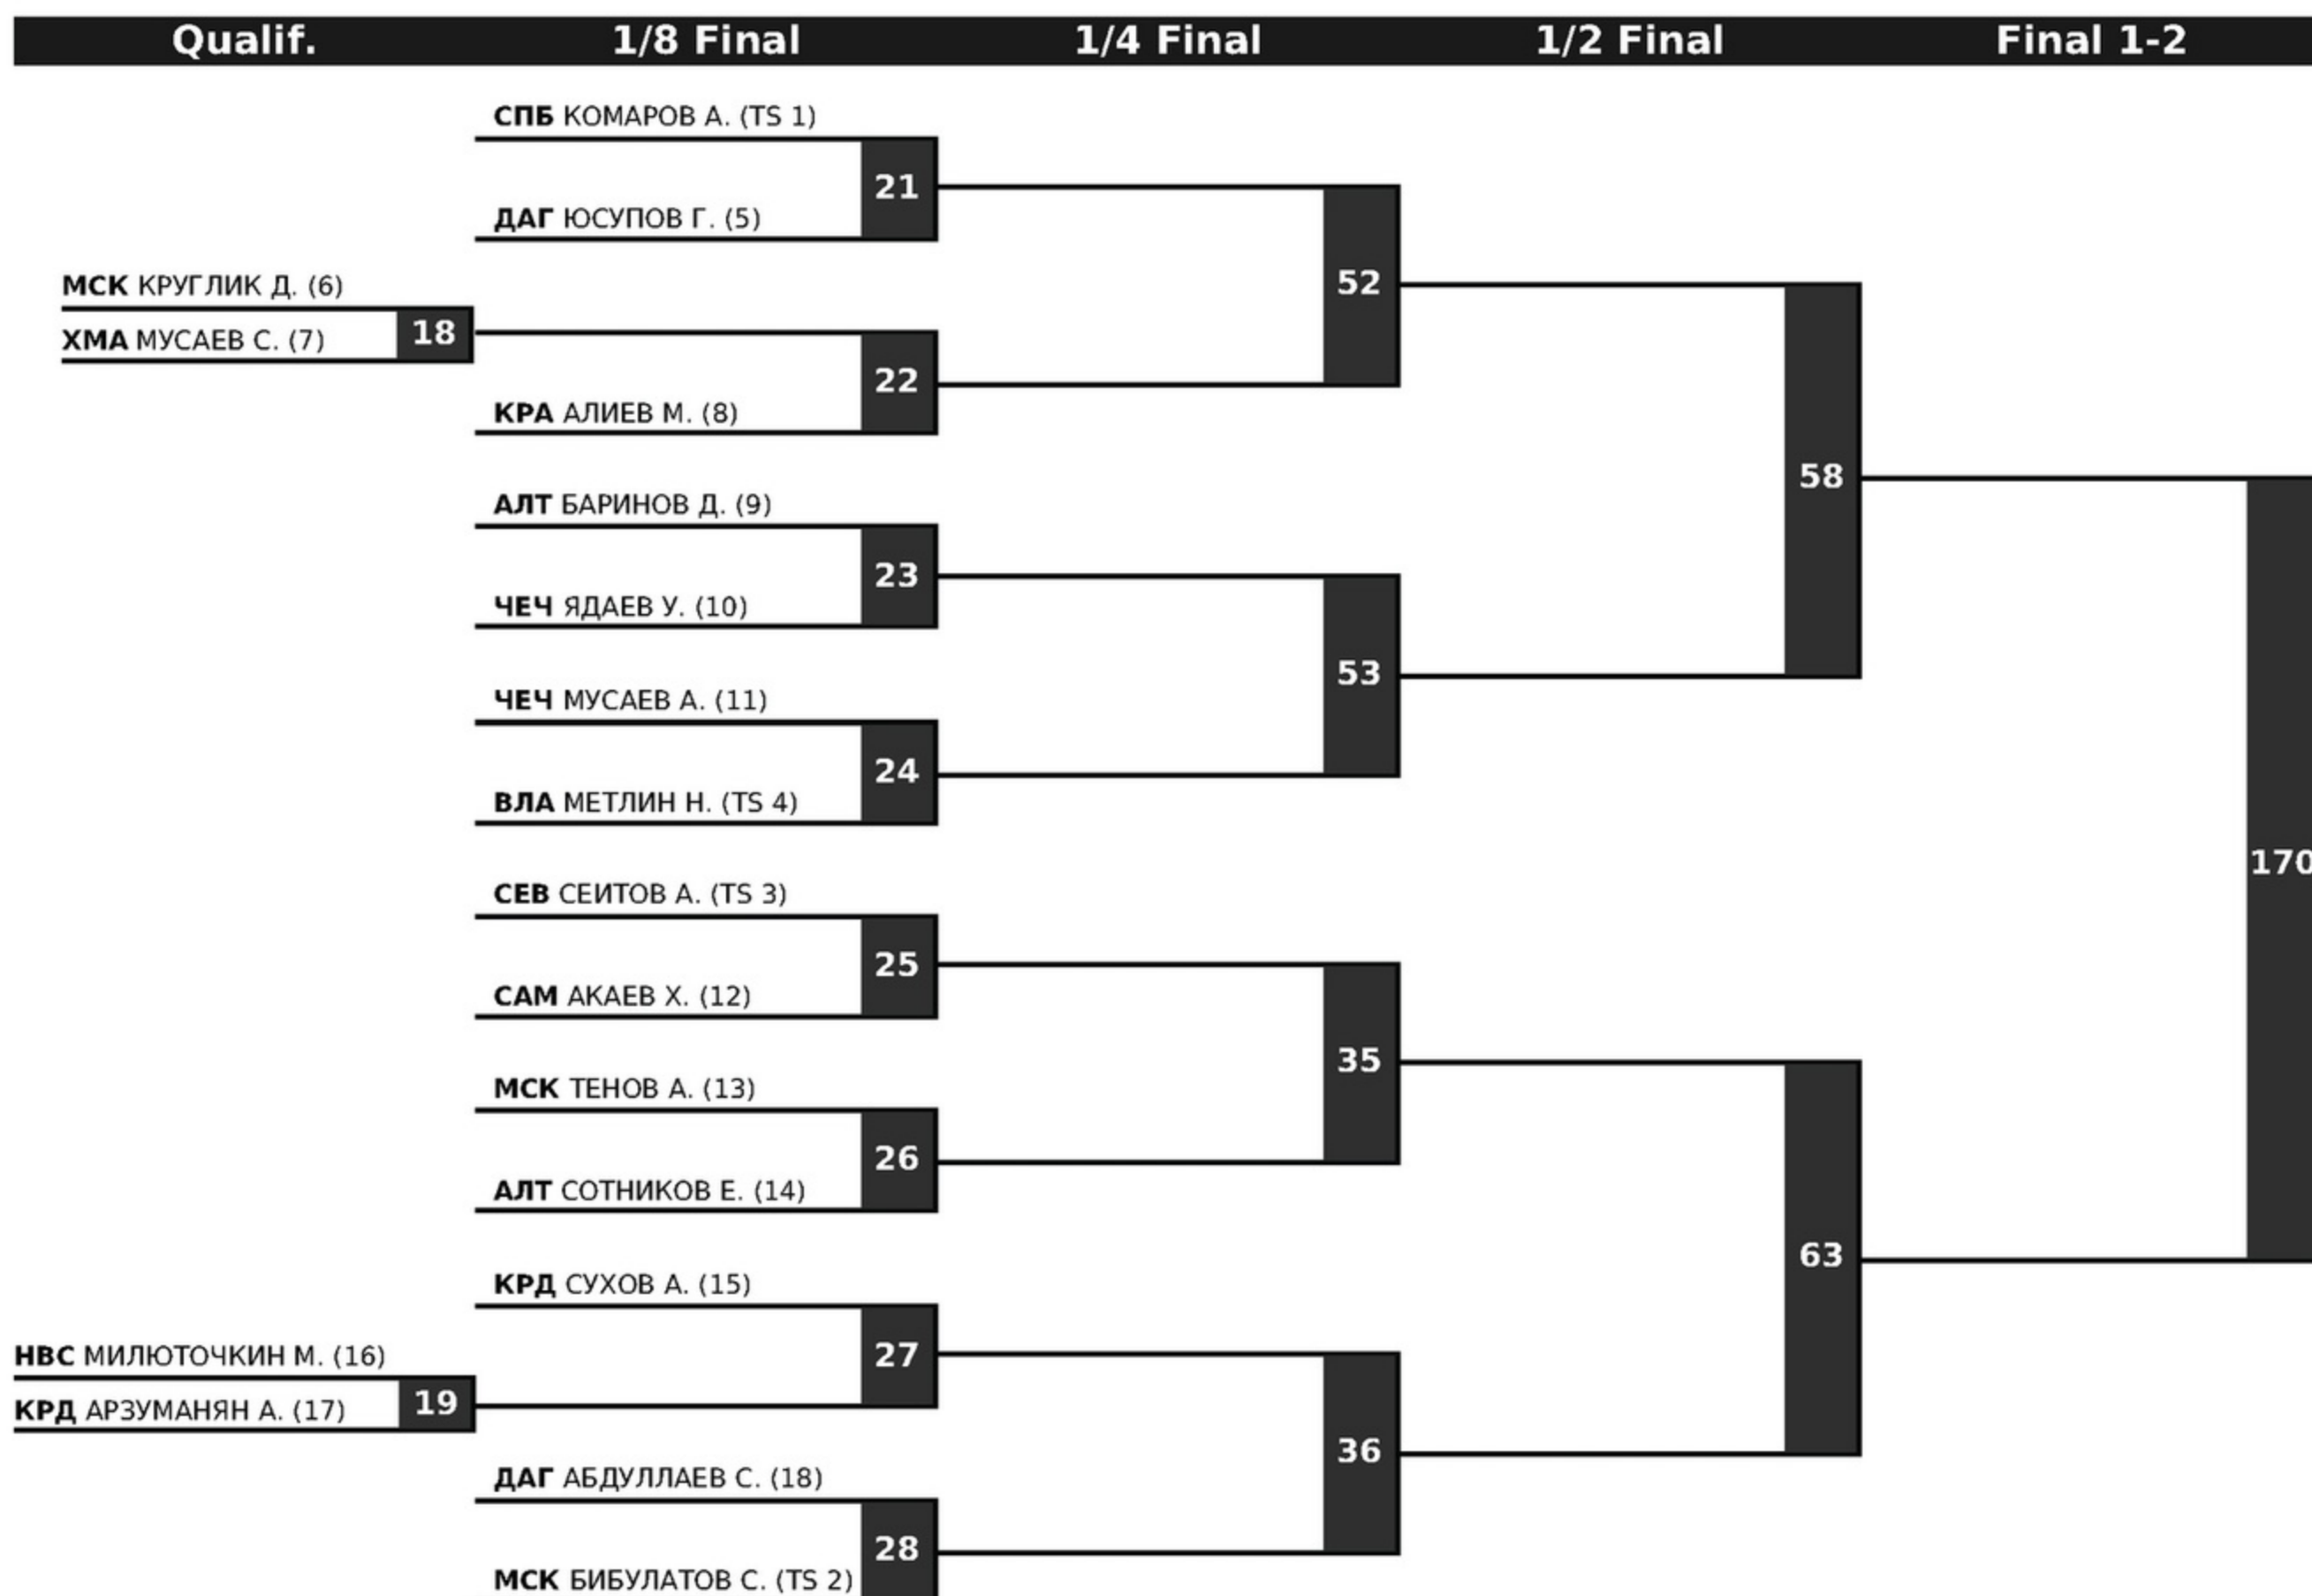 Qualif. 1/8 Final 1/4 Final 1/2 Final Final 1-2
СПБ КОМАРОВ А. (TS 1)
21
ДАГ ЮСУПОВ Г. (5)
МСК КРУГЛИК Д. (6)
52
18
ХМА МУСАЕВ С. (7)
22
КРА АЛИЕВ М. (8)
58
АЛТ БАРИНОВ Д. (9)
23
ЧЕЧ ЯДАЕВ У. (10)
53
ЧЕЧ МУСАЕВ А. (11)
24
ВЛА МЕТЛИН Н. (TS 4)
170
СЕВ СЕИТОВ А. (TS 3)
25
САМ АКАЕВ Х. (12)
35
МСК ТЕНОВ А. (13)
26
АЛТ СОТНИКОВ Е. (14)
63
КРД СУХОВ А. (15)
27
НВС МИЛЮТОЧКИН М. (16)
19
КРД АРЗУМАНЯН А. (17)
36
ДАГ АБДУЛЛАЕВ С. (18)
28
МСК БИБУЛАТОВ С. (TS 2)